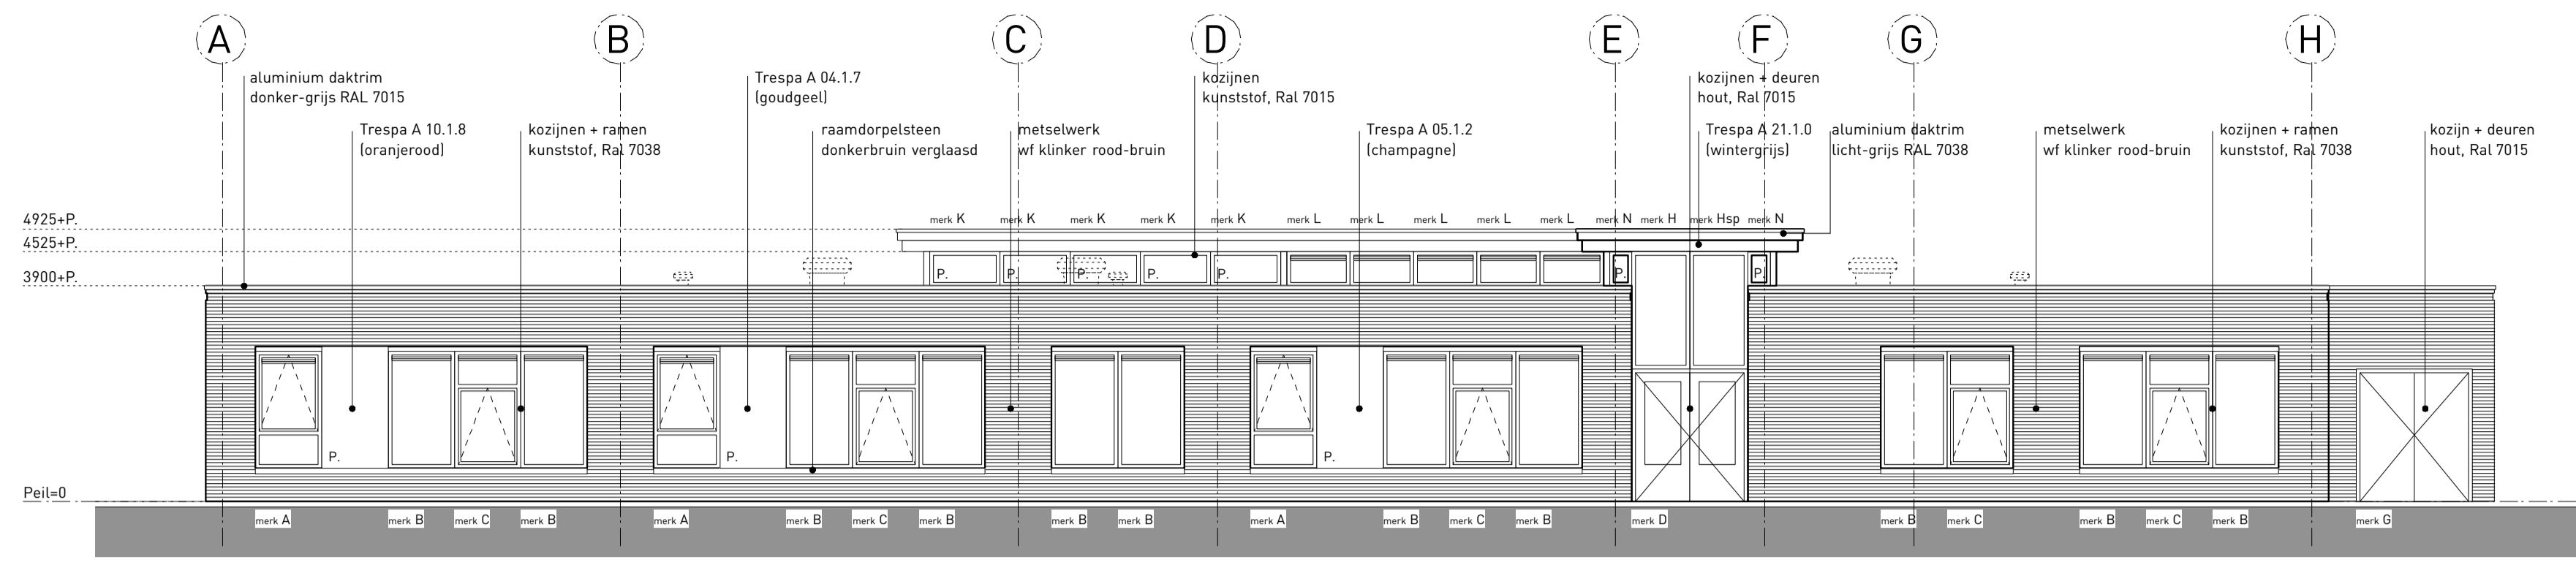 A B C D E F G H
aluminium daktrim
donker-grijs RAL 7015
Trespa A 04.1.7
(goudgeel)
kozijnen
kunststof, Ral 7015
kozijnen + deuren
hout, Ral 7015
Trespa A 10.1.8
(oranjerood)
kozijnen + ramen
kunststof, Ral 7038
raamdorpelsteen
donkerbruin verglaasd
metselwerk
wf klinker rood-bruin
Trespa A 05.1.2
(champagne)
Trespa A 21.1.0
(wintergrijs)
aluminium daktrim
licht-grijs RAL 7038
metselwerk
wf klinker rood-bruin
kozijnen + ramen
kunststof, Ral 7038
kozijn + deuren
hout, Ral 7015
4925+P.
merk K merk K merk K merk K merk K merk L merk L merk L merk L merk L merk N merk H merk Hsp merk N
4525+P.
3900+P.
P. P. P. P. P. P. P.
P. P. P.
Peil=0
merk A merk B merk C merk B merk A merk B merk C merk B merk B merk B merk A merk B merk C merk B merk D merk B merk C merk B merk C merk B merk G